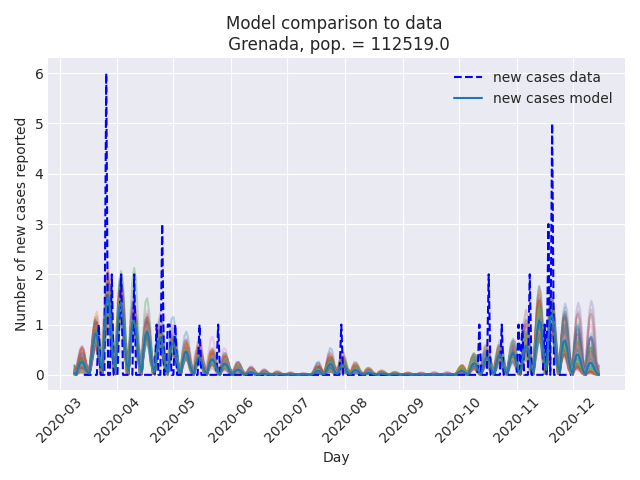 Model comparison to data
Grenada, pop. = 112519.0
new cases data
new cases model
Number of new cases reported
6
5
4
3
2
1
0
2020-03
2020-04
2020-05
2020-06
2020-07
2020-08
2020-09
2020-10
2020-11
2020-12
Day